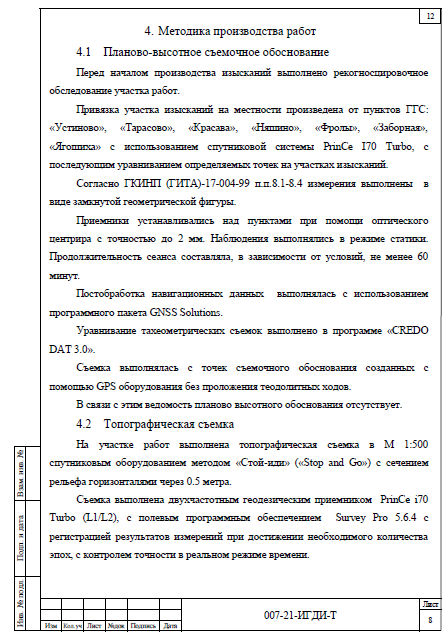 12
4. Методика производства работ
4.1 Планово-высотное съемочное обоснование
Перед началом производства изысканий выполнено рекогносцировочное
обследование участка работ.
Привязка участка изысканий на местности произведена от пунктов ГГС:
«Устиново», «Тарасово», «Красава», «Няшино», «Фролы», «Заборная»,
«Ягошиха» с использованием спутниковой системы PrinCe I70 Turbo, с
последующим уравниванием определяемых точек на участках изысканий.
Согласно ГКИНП (ГИТА)-17-004-99 п.п.8.1-8.4 измерения выполнены в
виде замкнутой геометрической фигуры.
Приемники устанавливались над пунктами при помощи оптического
центрира с точностью до 2 мм. Наблюдения выполнялись в режиме статики.
Продолжительность сеанса составляла, в зависимости от условий, не менее 60
минут.
Постобработка навигационных данных выполнялась с использованием
программного пакета GNSS Solutions.
Уравнивание тахеометрических съемок выполнено в программе «CREDO
DAT 3.0».
Съемка выполнялась с точек съемочного обоснования созданных с
помощью GPS оборудования без проложения теодолитных ходов.
В связи с этим ведомость планово высотного обоснования отсутствует.
4.2 Топографическая съемка
На участке работ выполнена топографическая съемка в М 1:500
спутниковым оборудованием методом «Стой-иди» («Stop and Go») с сечением
рельефа горизонталями через 0.5 метра.
Съемка выполнена двухчастотным геодезическим приемником PrinCe i70
Turbo (L1/L2), с полевым программным обеспечением Survey Pro 5.6.4 с
регистрацией результатов измерений при достижении необходимого количества
эпох, с контролем точности в реальном режиме времени.
Взам. инв. №
Подп. и дата
Инв. № подл.
Изм Кол.уч Лист №док Подпись Дата
007-21-ИГДИ-Т
Лист
8